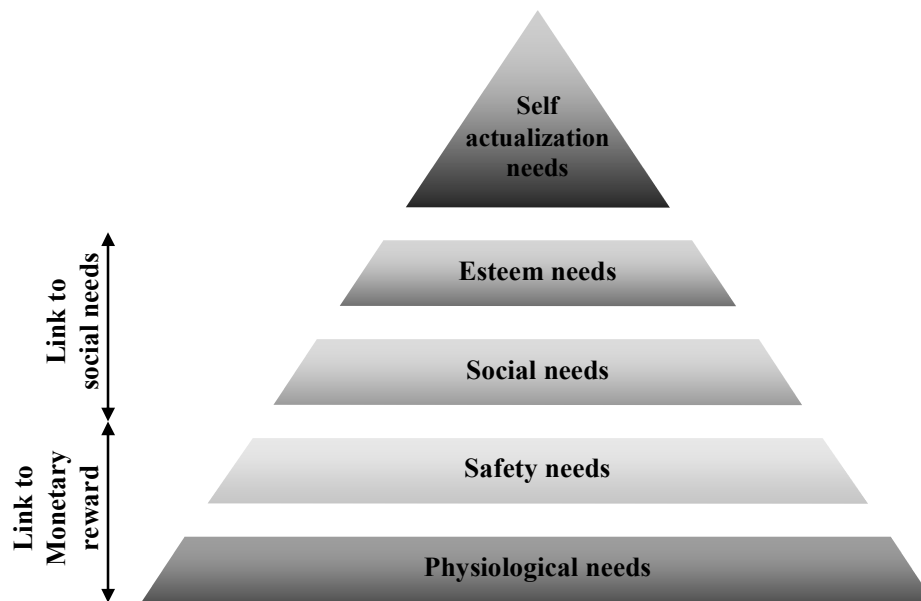 Self
actualization
needs
Esteem needs
Link to
social needs
Social needs
Safety needs
Link to
Monetary
reward
Physiological needs